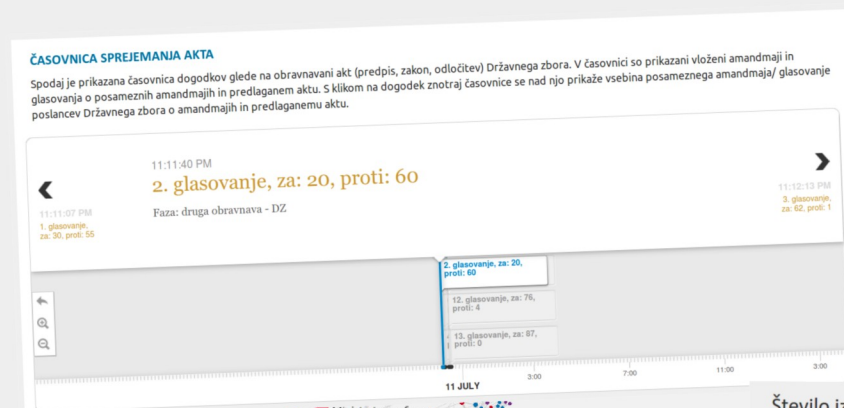 ČASOVNICA SPREJEMANJA AKTA
Spodaj je prikazana časovnica dogodkov glede na obravnavani akt (predpis, zakon, odločitev) Državnega zbora. V časovnici so prikazani vloženi amandmaji in
glasovanja o posameznih amandmajih in predlaganem aktu. S klikom na dogodek znotraj časovnice se nad njo prikaže vsebina posameznega amandmaja/ glasovanje
poslancev Državnega zbora o amandmajih in predlaganemu aktu.
11:11:40 PM
2. glasovanje, za: 20, proti: 60
Faza: druga obravnava - DZ
11:11:07 PM
1. glasovanje,
za: 30, proti: 55
11:12:13 PM
3. glasovanje,
za: 62, proti: 1
2. glasovanje, za: 20,
proti: 60
12. glasovanje, za: 76,
proti: 4
13. glasovanje, za: 87,
proti: 0
11 JULY
3:00
7:00
11:00
3:00
Število